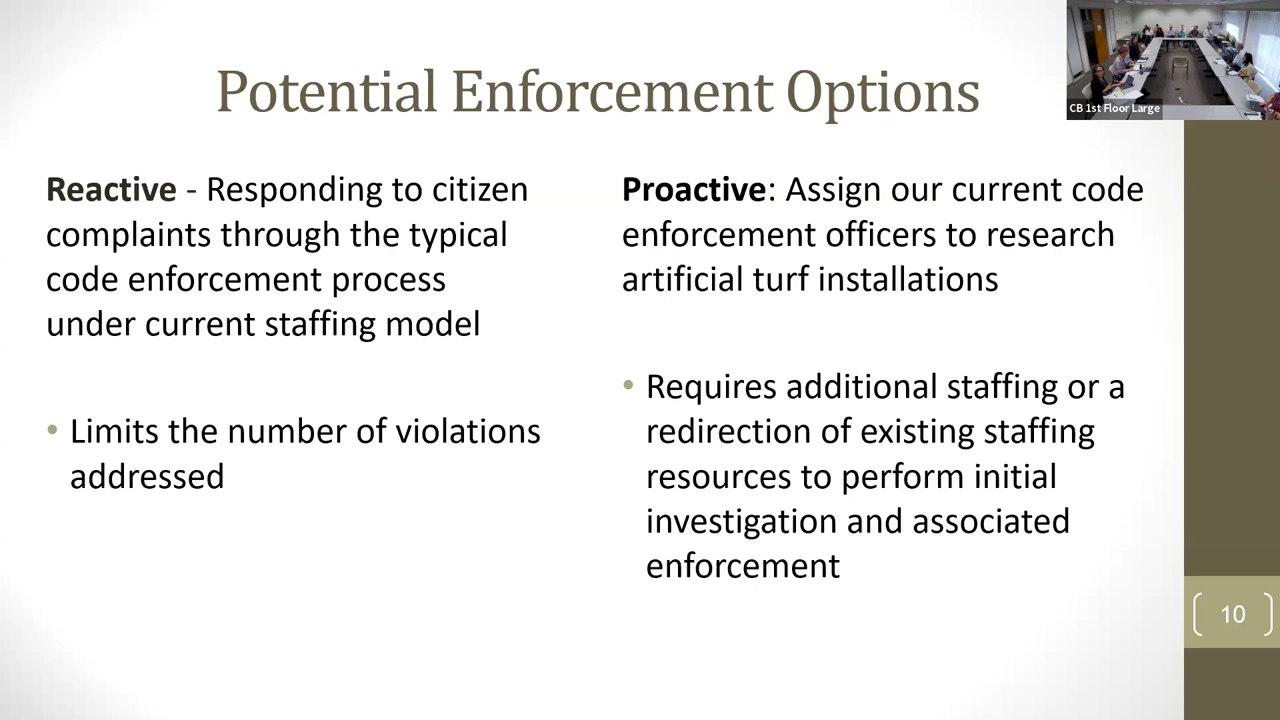 Potential Enforcement Options
CB 1st Floor Large
Reactive - Responding to citizen
complaints through the typical
code enforcement process
under current staffing model
• Limits the number of violations
addressed
Proactive: Assign our current code
enforcement officers to research
artificial turf installations
• Requires additional staffing or a
redirection of existing staffing
resources to perform initial
investigation and associated
enforcement
10